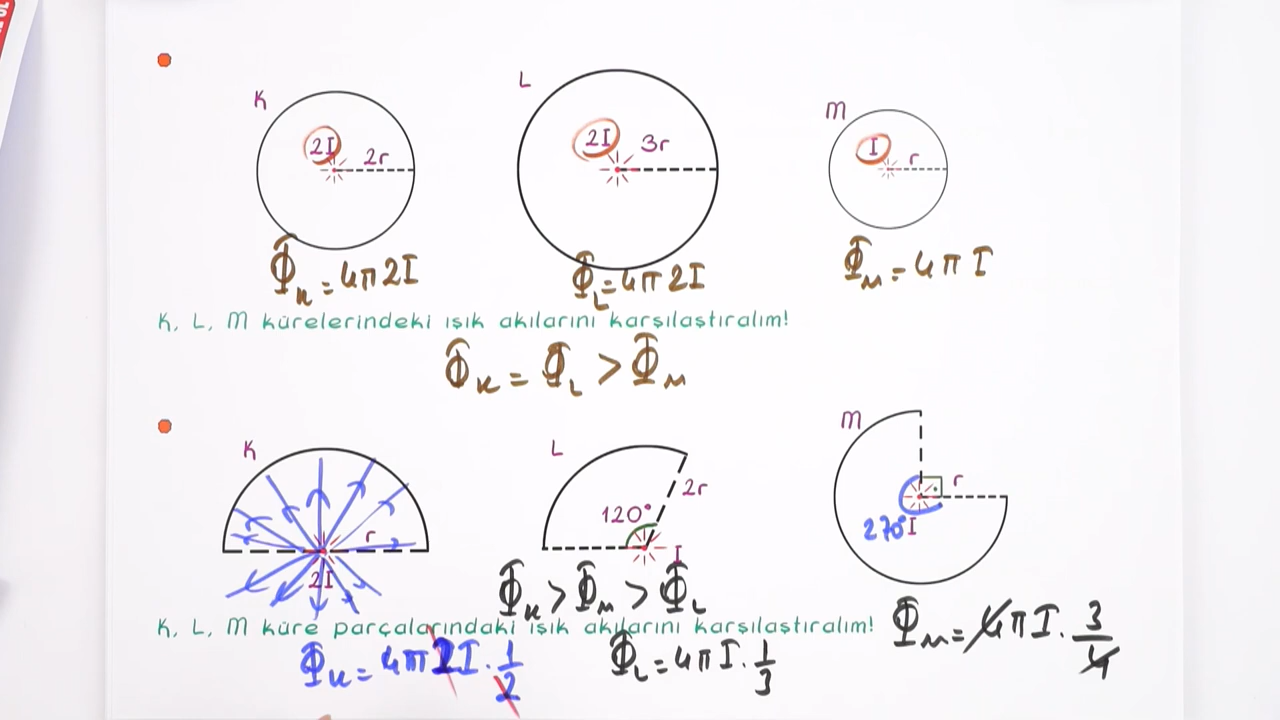 K
2I
2r
L
2I
3r
M
I
r
Φ_K = 4π2I
Φ_L = 4π2I
Φ_M = 4πI
K, L, M kürelerindeki ışık akılarını karşılaştıralım!
Φ_K = Φ_L > Φ_M
K
r
2I
L
120°
2r
I
M
r
270°
I
Φ_K > Φ_M > Φ_L
K, L, M küre parçalarındaki ışık akılarını karşılaştıralım!
Φ_K = 4π2I · 1/2
Φ_L = 4πI · 1/3
Φ_M = 4πI · 3/4